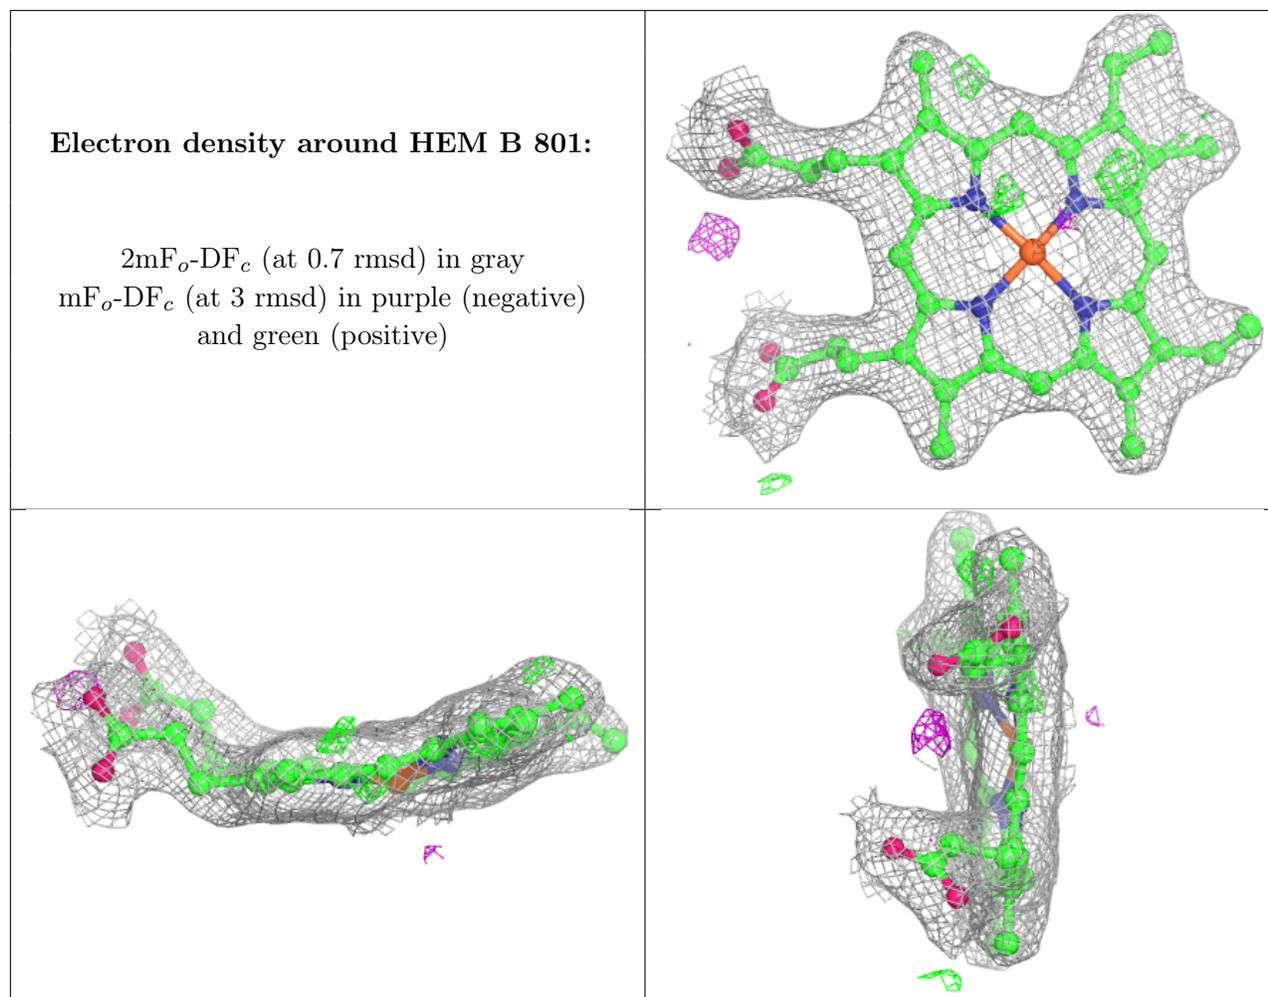 Electron density around HEM B 801:
2mFo-DFc (at 0.7 rmsd) in gray
mFo-DFc (at 3 rmsd) in purple (negative)
and green (positive)